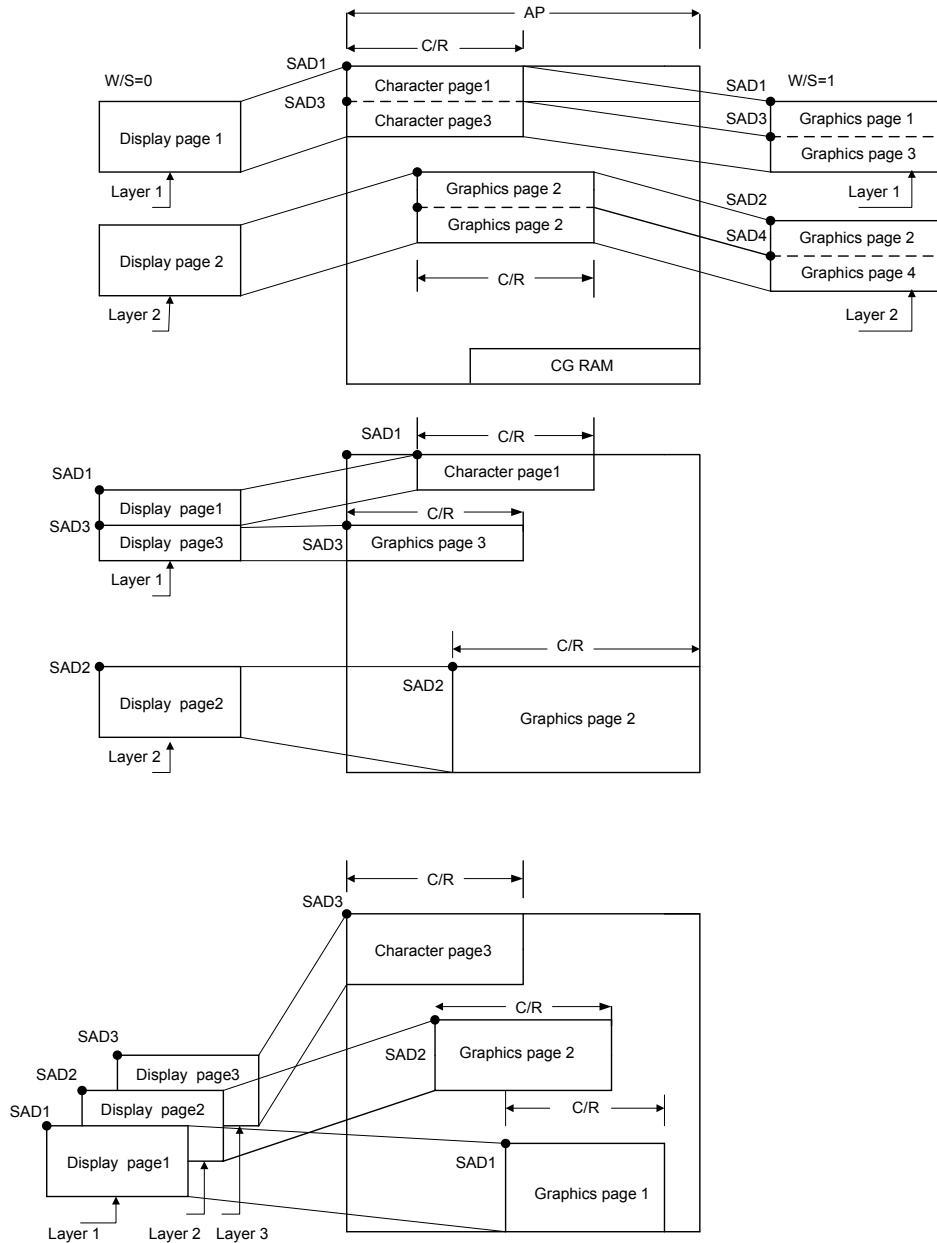 AP
C/R
SAD1
W/S=0
SAD1
W/S=1
Character page1
SAD3
Graphics page 1
Display page 1
Character page3
SAD3
Graphics page 3
Layer 1
Layer 1
Graphics page 2
SAD2
Graphics page 2
SAD4
Graphics page 2
Display page 2
Graphics page 4
C/R
Layer 2
Layer 2
CG RAM
SAD1
C/R
SAD1
Character page1
Display page1
C/R
SAD3
Display page3
SAD3
Graphics page 3
Layer 1
C/R
SAD2
SAD2
Display page2
Graphics page 2
Layer 2
C/R
SAD3
Character page3
C/R
SAD3
SAD2
Graphics page 2
Display page3
SAD2
Display page2
C/R
SAD1
Display page1
SAD1
Graphics page 1
Layer 1
Layer 2
Layer 3